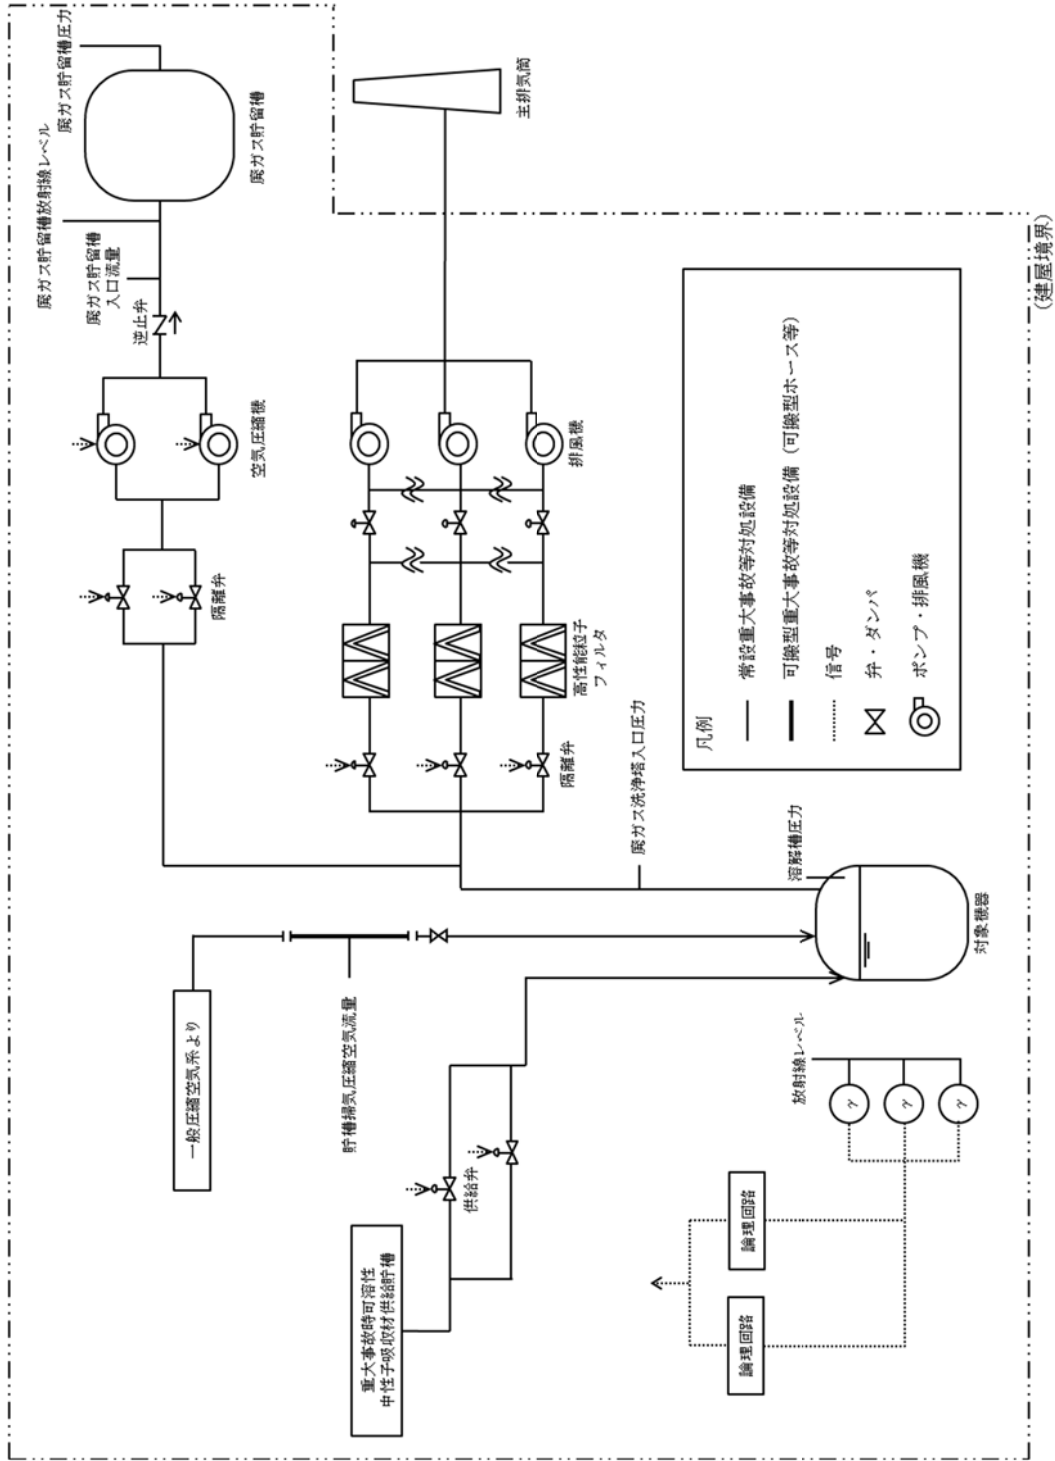 重大事故時可溶性
中性子吸収材供給貯槽
供給弁
一般圧縮空気系より
貯槽掃気圧縮空気流量
論理回路
論理回路
放射線レベル
γ
γ
γ
溶解槽圧力
対象機器
廃ガス洗浄塔入口圧力
隔離弁
高性能粒子
フィルタ
排風機
主排気筒
隔離弁
空気圧縮機
逆止弁
廃ガス貯留槽
入口流量
廃ガス貯留槽放射線レベル
廃ガス貯留槽圧力
廃ガス貯留槽
凡例
常設重大事故等対処設備
可搬型重大事故等対処設備（可搬型ホース等）
信号
弁・ダンパ
ポンプ・排風機
（建屋境界）